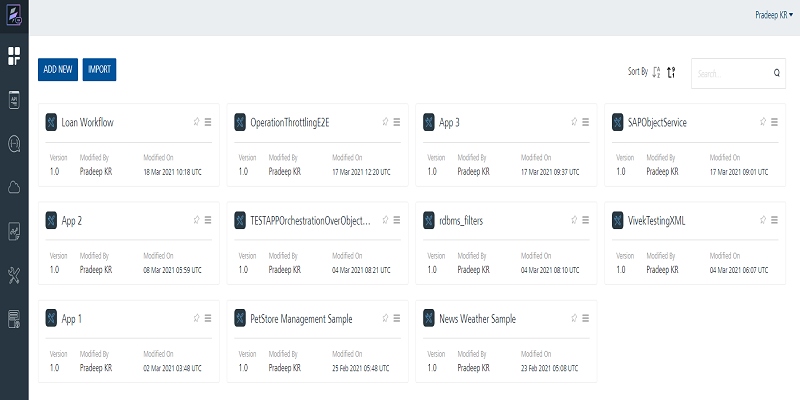 Pradeep KR
ADD NEW IMPORT Sort By Search...
Loan Workflow OperationThrottlingE2E App 3 SAPObjectService
Version Modified By Modified On Version Modified By Modified On Version Modified By Modified On Version Modified By Modified On
1.0 Pradeep KR 18 Mar 2021 10:18 UTC 1.0 Pradeep KR 17 Mar 2021 12:20 UTC 1.0 Pradeep KR 17 Mar 2021 09:37 UTC 1.0 Pradeep KR 17 Mar 2021 09:01 UTC
App 2 TESTAPPOrchestrationOverObject... rdbms_filters VivekTestingXML
Version Modified By Modified On Version Modified By Modified On Version Modified By Modified On Version Modified By Modified On
1.0 Pradeep KR 08 Mar 2021 05:59 UTC 1.0 Pradeep KR 04 Mar 2021 08:21 UTC 1.0 Pradeep KR 04 Mar 2021 08:10 UTC 1.0 Pradeep KR 04 Mar 2021 06:07 UTC
App 1 PetStore Management Sample News Weather Sample
Version Modified By Modified On Version Modified By Modified On Version Modified By Modified On
1.0 Pradeep KR 02 Mar 2021 03:48 UTC 1.0 Pradeep KR 25 Feb 2021 05:48 UTC 1.0 Pradeep KR 23 Feb 2021 05:08 UTC